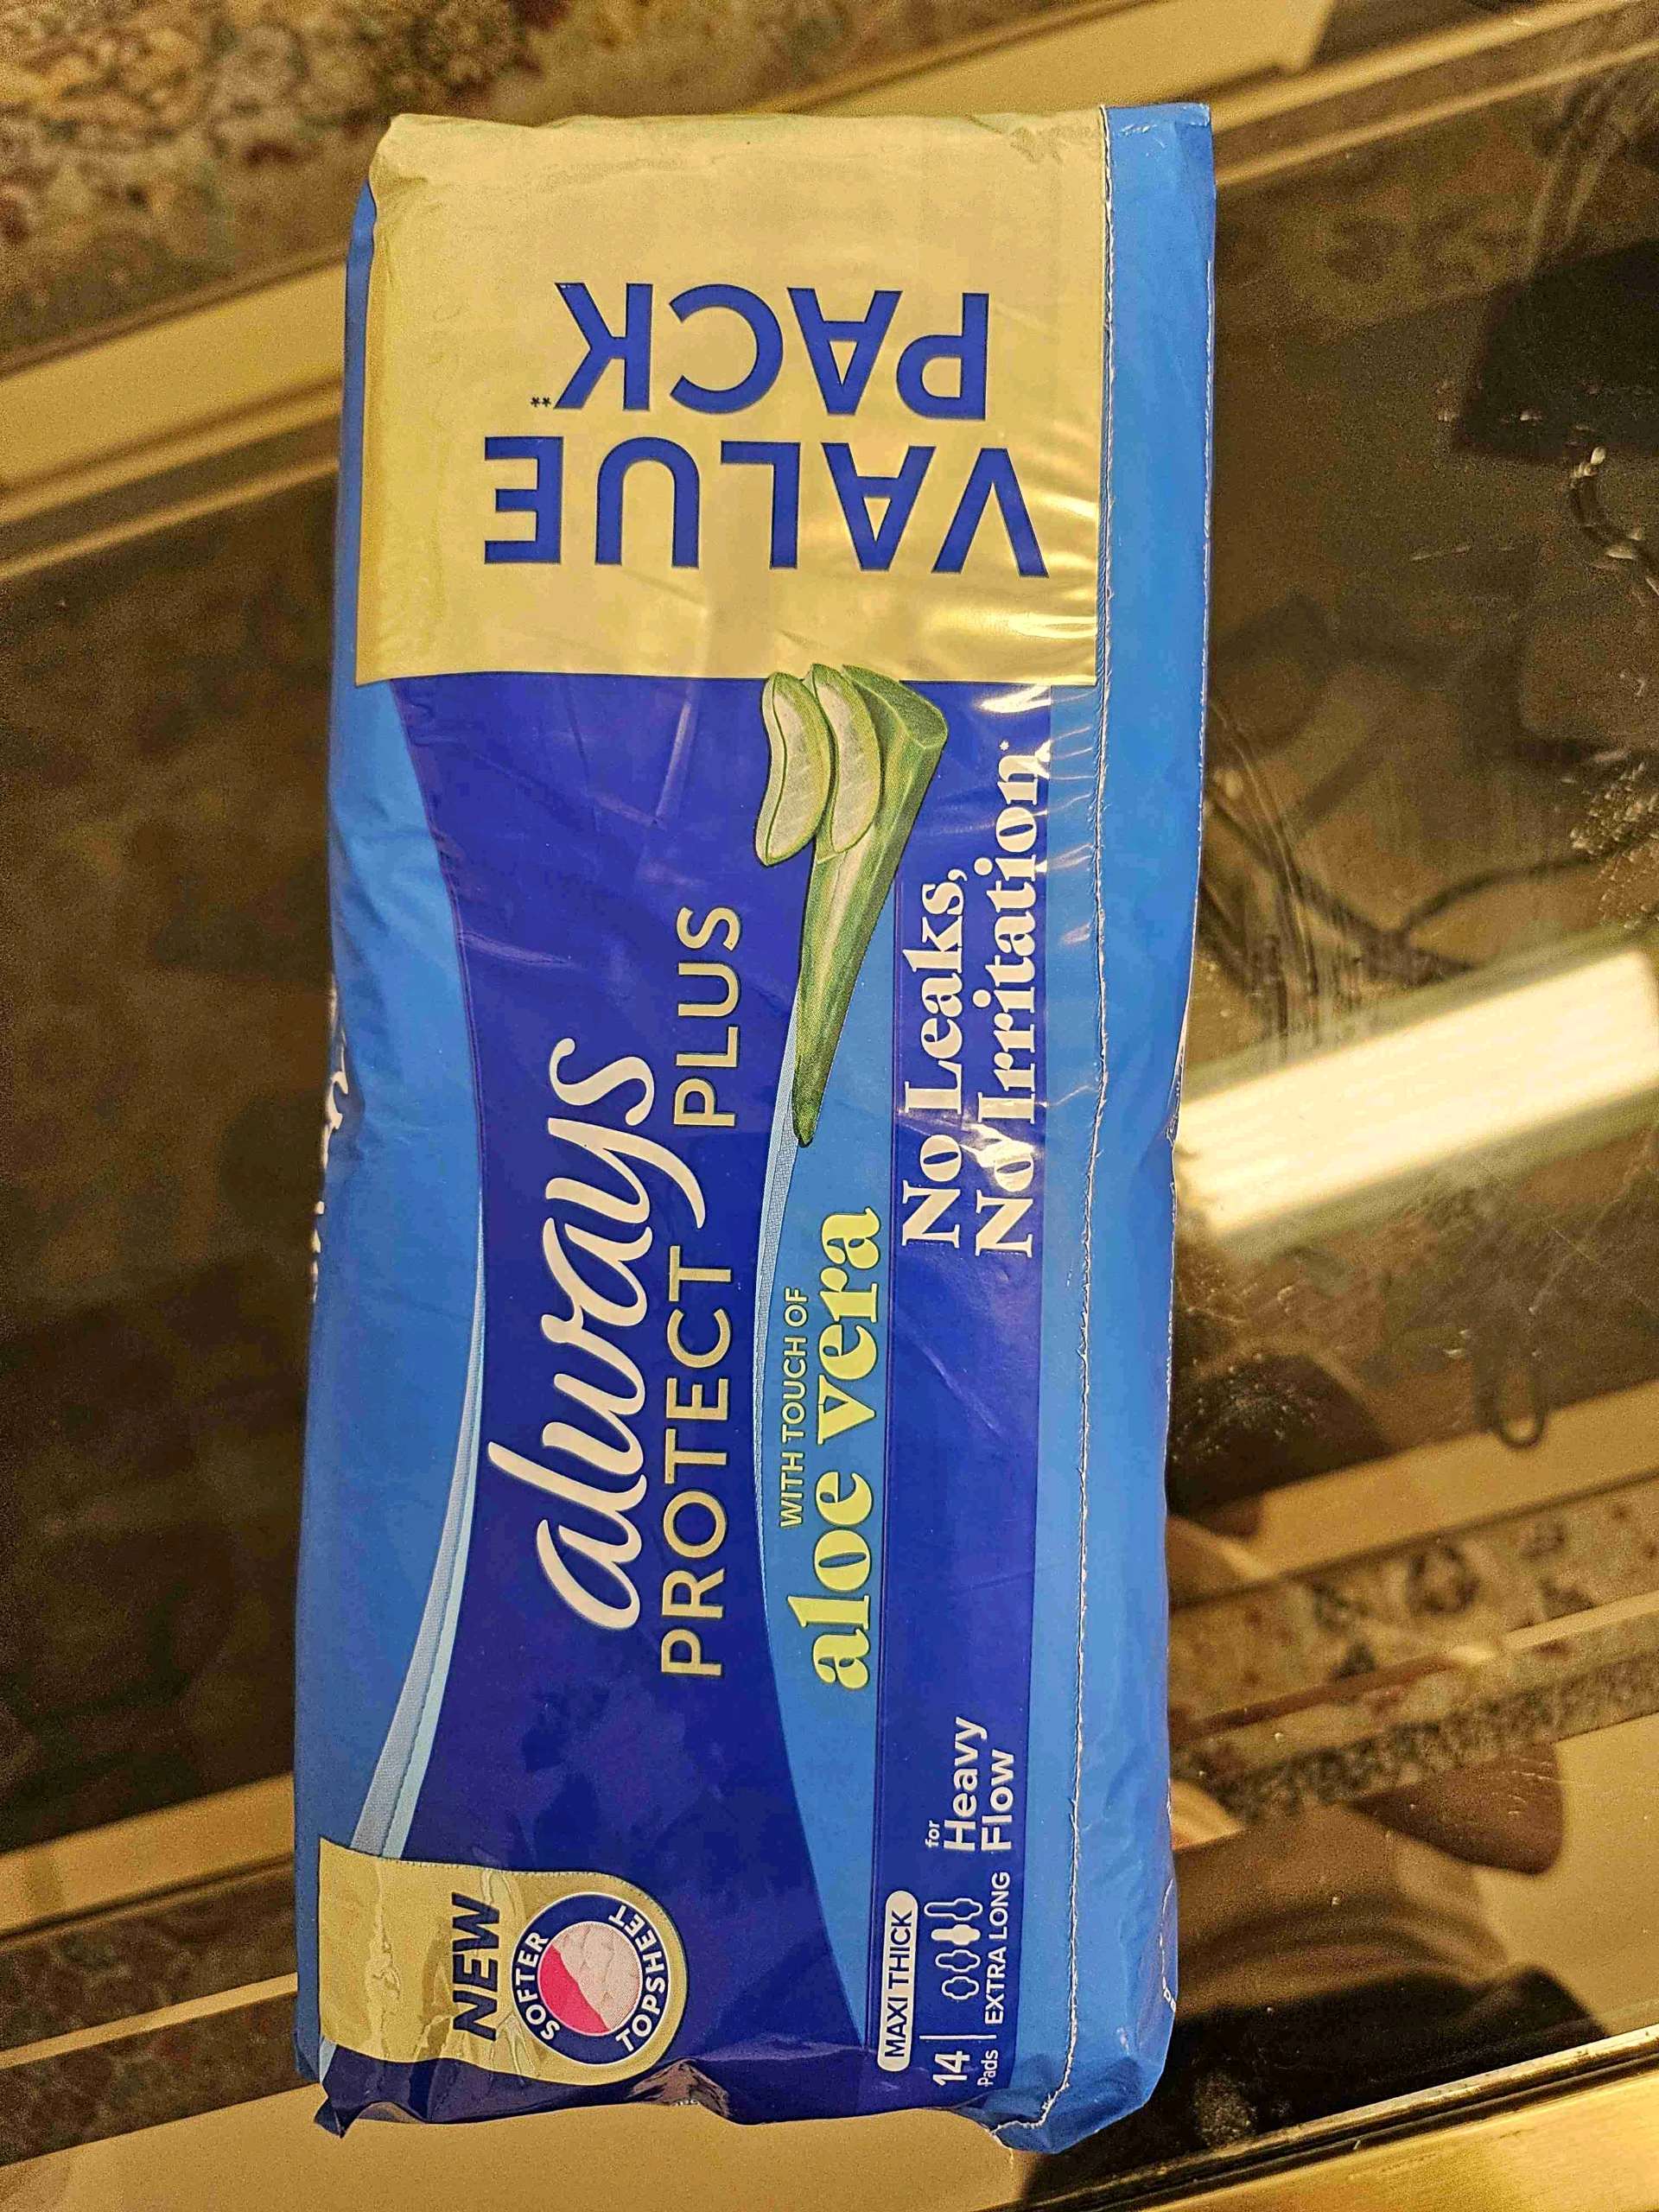 VALUE
PACK**
always
PROTECT PLUS
WITH TOUCH OF
aloe vera
No Leaks,
No Irritation*
NEW
SOFTER
TOPSHEET
MAXI THICK
14
Pads
EXTRA LONG
for
Heavy
Flow